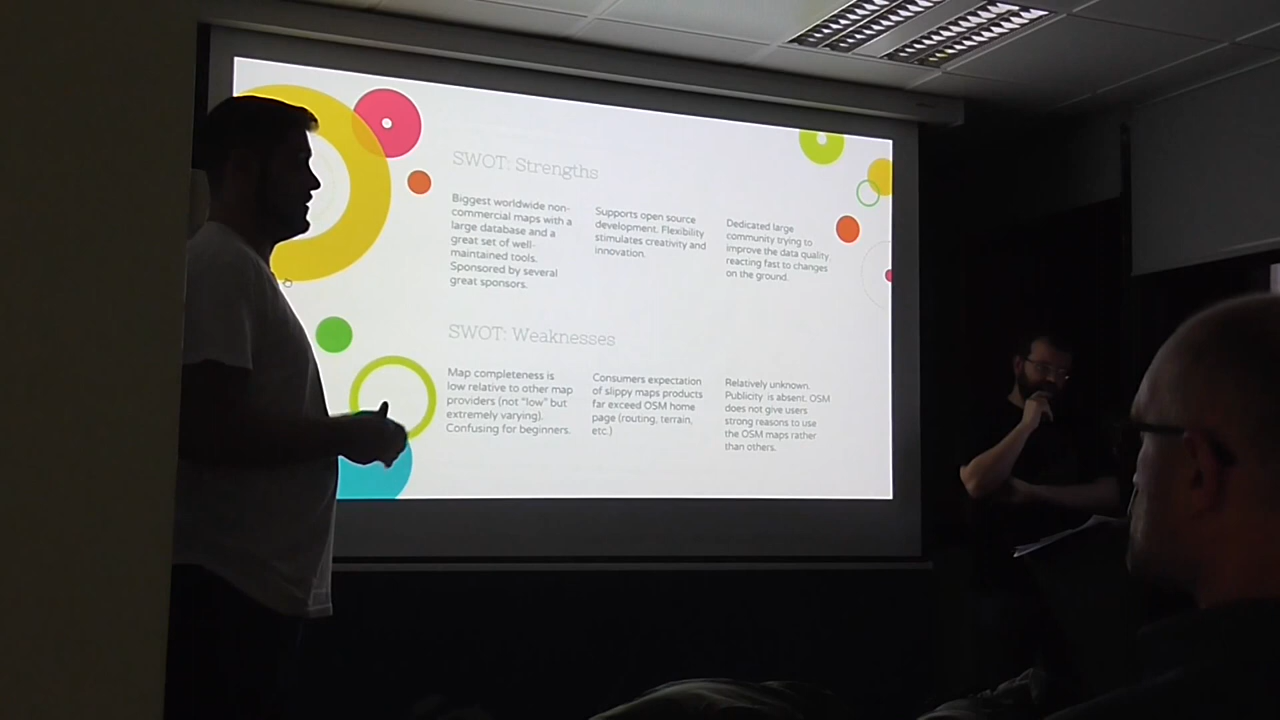 SWOT: Strengths
Biggest worldwide non-
commercial maps with a
large database and a
great set of well-
maintained tools.
Sponsored by several
great sponsors.
Supports open source
development. Flexibility
stimulates creativity and
innovation.
Dedicated large
community trying to
improve the data quality,
reacting fast to changes
on the ground.
SWOT: Weaknesses
Map completeness is
low relative to other map
providers (not "low" but
extremely varying).
Confusing for beginners.
Consumers expectation
of slippy maps products
far exceed OSM home
page (routing, terrain,
etc.)
Relatively unknown.
Publicity is absent. OSM
does not give users
strong reasons to use
the OSM maps rather
than others.